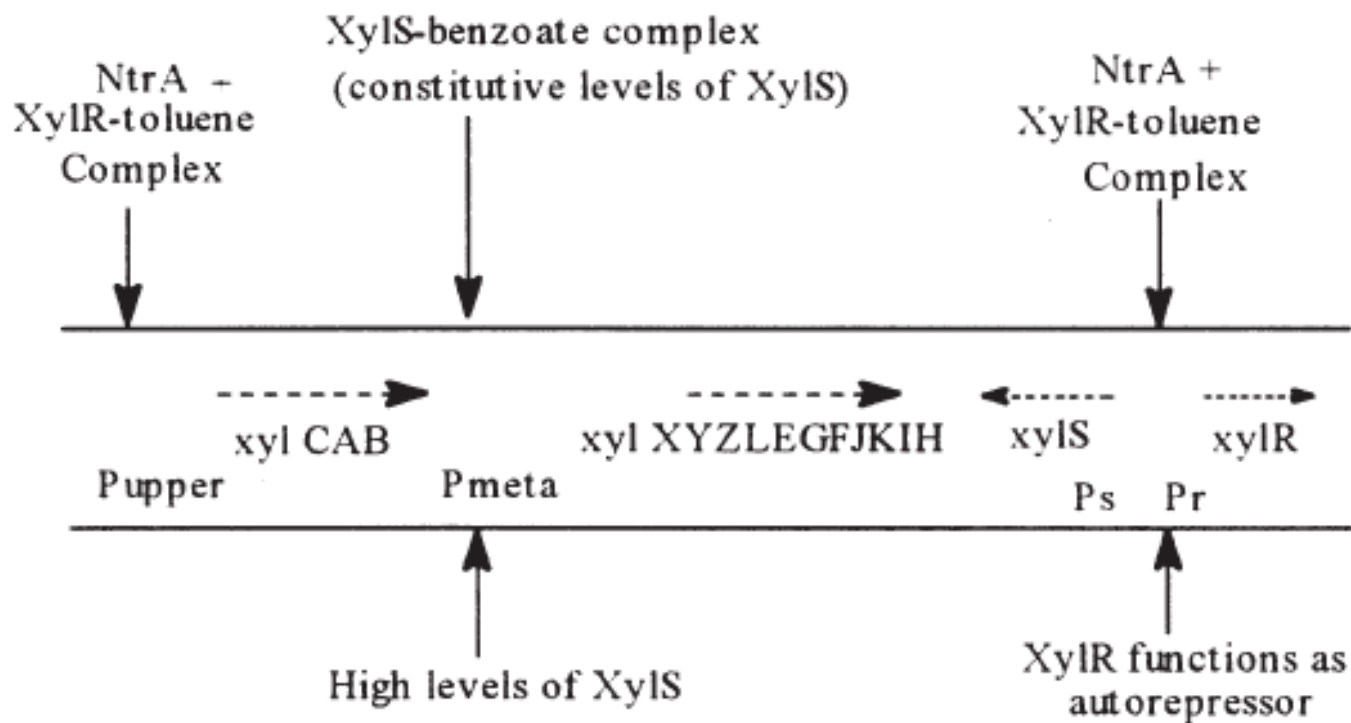 NtrA -
XylR-toluene
Complex
XylS-benzoate complex
(constitutive levels of XylS)
NtrA +
XylR-toluene
Complex
xyl CAB
xyl XYZLEGFJKIH
xylS
xylR
Pupper
Pmeta
Ps
Pr
High levels of XylS
XylR functions as
autorepressor